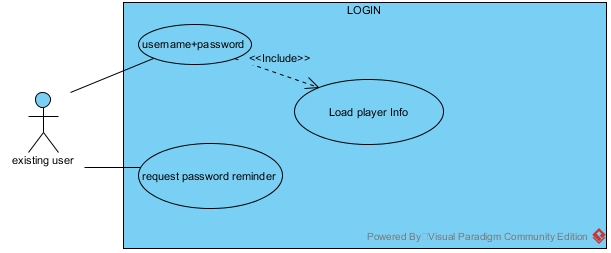 LOGIN
username+password
<<Include>>
Load player Info
existing user
request password reminder
Powered By Visual Paradigm Community Edition